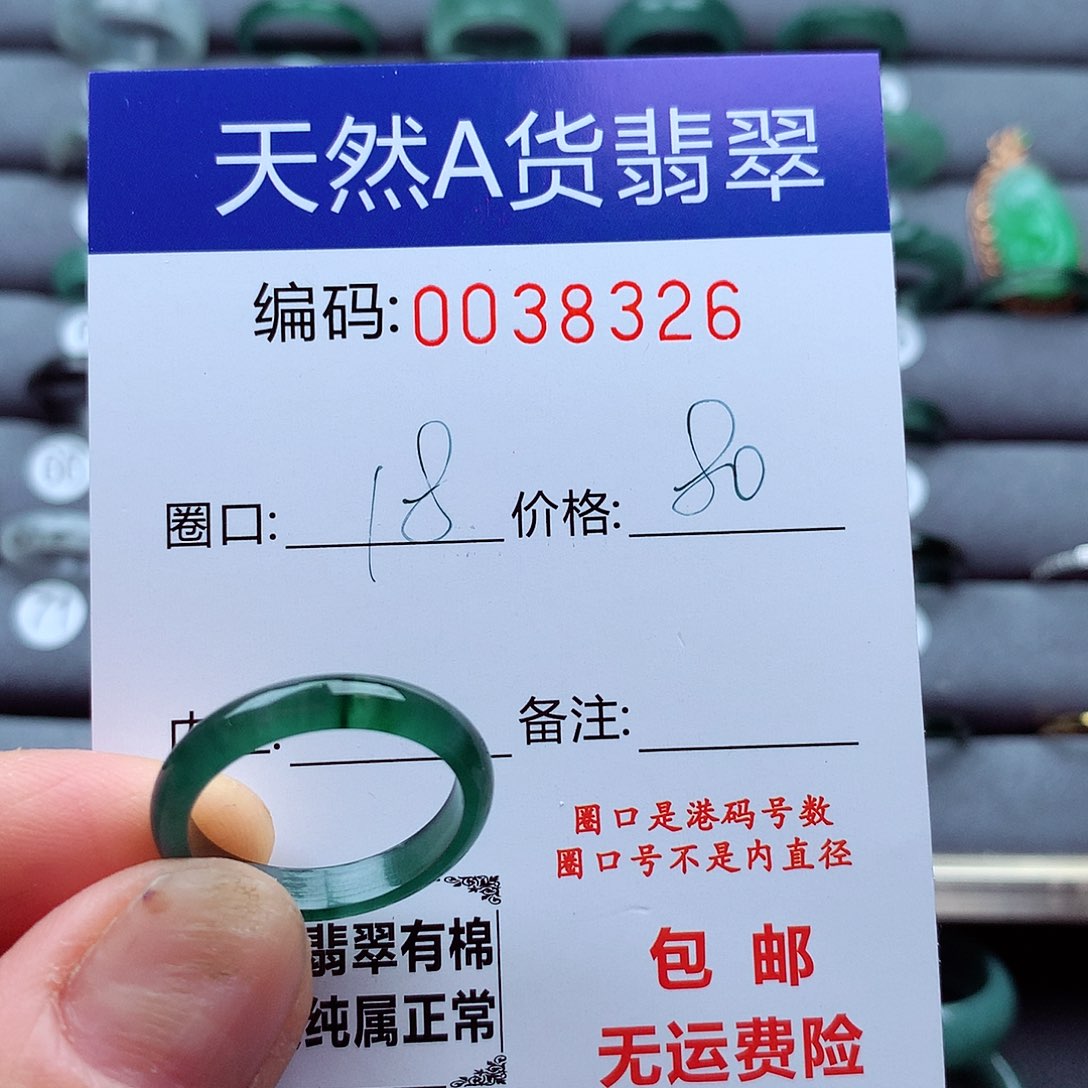 天然A货翡翠
编码:0038326
圈口: 18 价格: 80
备注:
圈口是港码号数
圈口号不是内直径
翡翠有棉
纯属正常
包 邮
无运费险